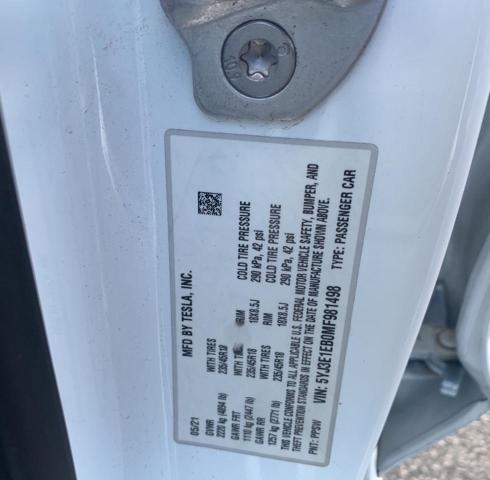 10.9
MFD BY TESLA, INC.
05/21
GVWR
2220 kg (4894 lb)
GAWR FRT WITH TIRES RIM COLD TIRE PRESSURE
1110 kg (2447 lb) 235/45R18 18X8.5J 290 kPa, 42 psi
GAWR RR WITH TIRES RIM COLD TIRE PRESSURE
1257 kg (2771 lb) 235/45R18 18X8.5J 290 kPa, 42 psi
THIS VEHICLE CONFORMS TO ALL APPLICABLE U.S. FEDERAL MOTOR VEHICLE SAFETY, BUMPER, AND
THEFT PREVENTION STANDARDS IN EFFECT ON THE DATE OF MANUFACTURE SHOWN ABOVE.
PNT: PPSW VIN: 5YJ3E1EB0MF981498 TYPE: PASSENGER CAR